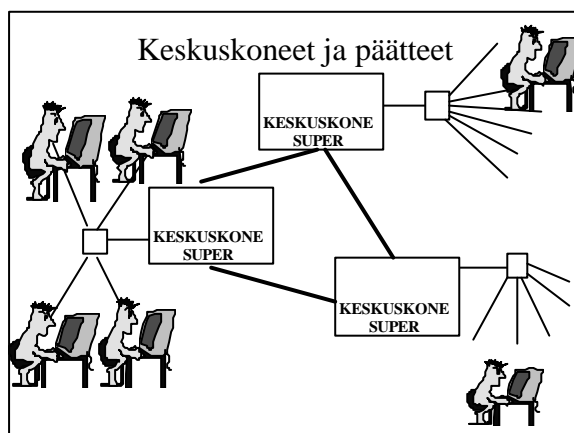 Keskuskoneet ja päätteet
KESKUSKONE
SUPER
KESKUSKONE
SUPER
KESKUSKONE
SUPER